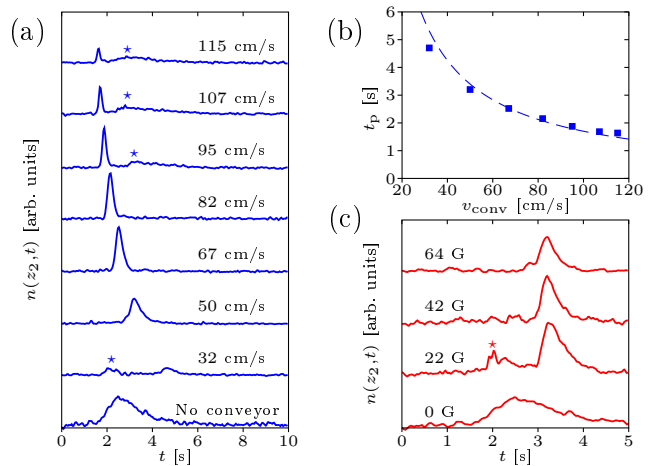 (a)
115 cm/s
107 cm/s
95 cm/s
82 cm/s
67 cm/s
50 cm/s
32 cm/s
No conveyor
n(z₂,t) [arb. units]
0 2 4 6 8 10
t [s]
(b)
6
5
4
3
2
1
0
tₚ [s]
20 40 60 80 100 120
v_conv [cm/s]
(c)
64 G
42 G
22 G
0 G
n(z₂,t) [arb. units]
0 1 2 3 4 5
t [s]